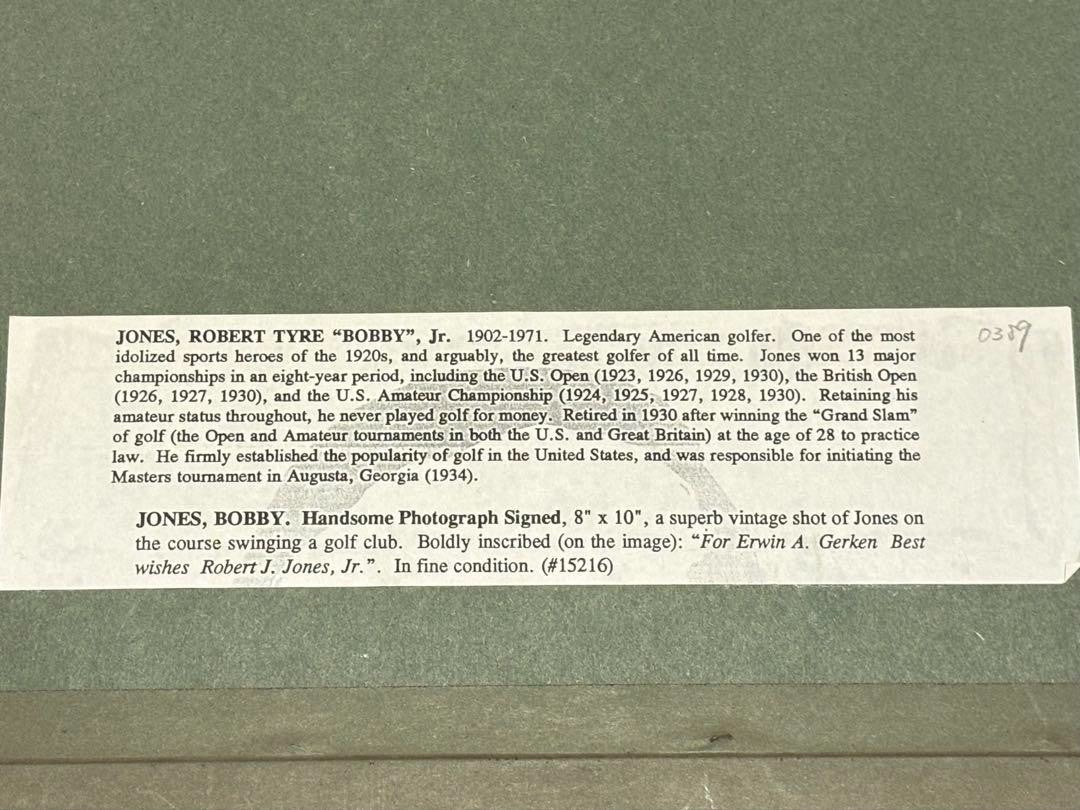 JONES, ROBERT TYRE “BOBBY”, Jr. 1902-1971. Legendary American golfer. One of the most
idolized sports heroes of the 1920s, and arguably, the greatest golfer of all time. Jones won 13 major
championships in an eight-year period, including the U.S. Open (1923, 1926, 1929, 1930), the British Open
(1926, 1927, 1930), and the U.S. Amateur Championship (1924, 1925, 1927, 1928, 1930). Retaining his
amateur status throughout, he never played golf for money. Retired in 1930 after winning the “Grand Slam”
of golf (the Open and Amateur tournaments in both the U.S. and Great Britain) at the age of 28 to practice
law. He firmly established the popularity of golf in the United States, and was responsible for initiating the
Masters tournament in Augusta, Georgia (1934).
JONES, BOBBY. Handsome Photograph Signed, 8" x 10", a superb vintage shot of Jones on
the course swinging a golf club. Boldly inscribed (on the image): “For Erwin A. Gerken Best
wishes Robert J. Jones, Jr.”. In fine condition. (#15216)